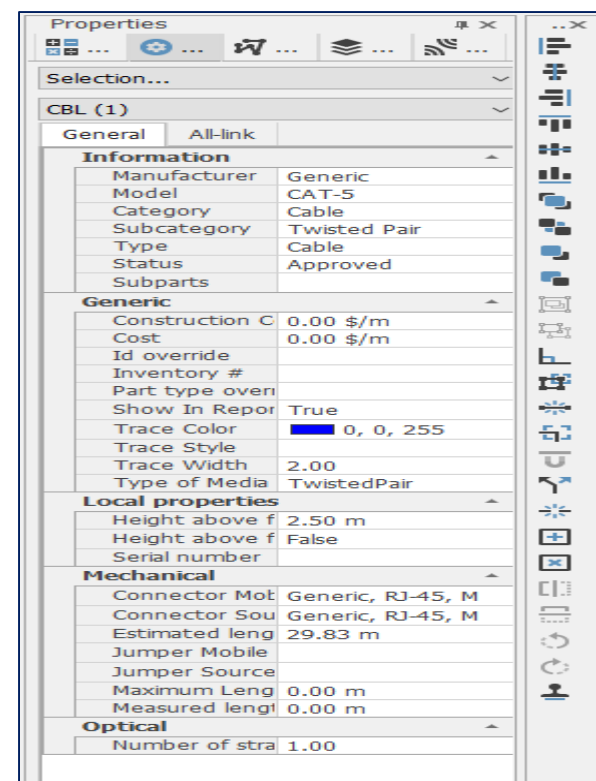 Properties
... ... ... ... ...
Selection...
CBL (1)
General All-link
Information
Manufacturer Generic
Model CAT-5
Category Cable
Subcategory Twisted Pair
Type Cable
Status Approved
Subparts
Generic
Construction C 0.00 $/m
Cost 0.00 $/m
Id override
Inventory #
Part type overr
Show In Repor True
Trace Color 0, 0, 255
Trace Style
Trace Width 2.00
Type of Media TwistedPair
Local properties
Height above f 2.50 m
Height above f False
Serial number
Mechanical
Connector Mot Generic, RJ-45, M
Connector Sou Generic, RJ-45, M
Estimated leng 29.83 m
Jumper Mobile
Jumper Source
Maximum Leng 0.00 m
Measured lengt 0.00 m
Optical
Number of stra 1.00